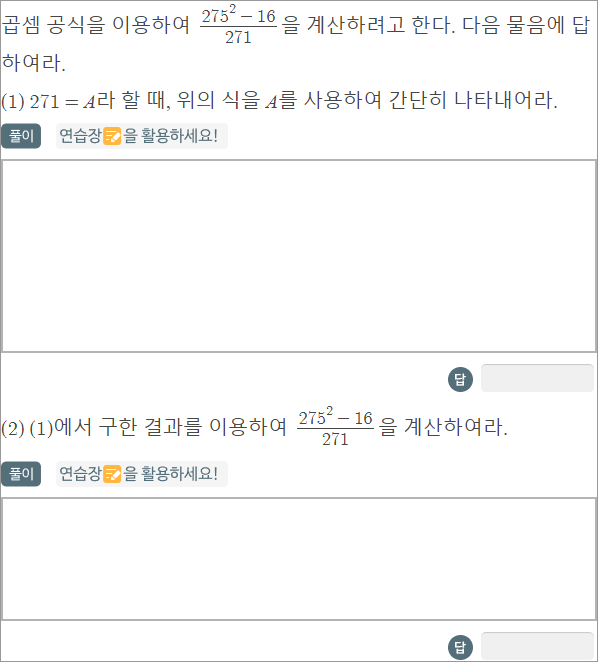 곱셈 공식을 이용하여 \frac{275^2-16}{271}을 계산하려고 한다. 다음 물음에 답
하여라.
(1) 271=A라 할 때, 위의 식을 A를 사용하여 간단히 나타내어라.
풀이 연습장을 활용하세요!
답
(2) (1)에서 구한 결과를 이용하여 \frac{275^2-16}{271}을 계산하여라.
풀이 연습장을 활용하세요!
답